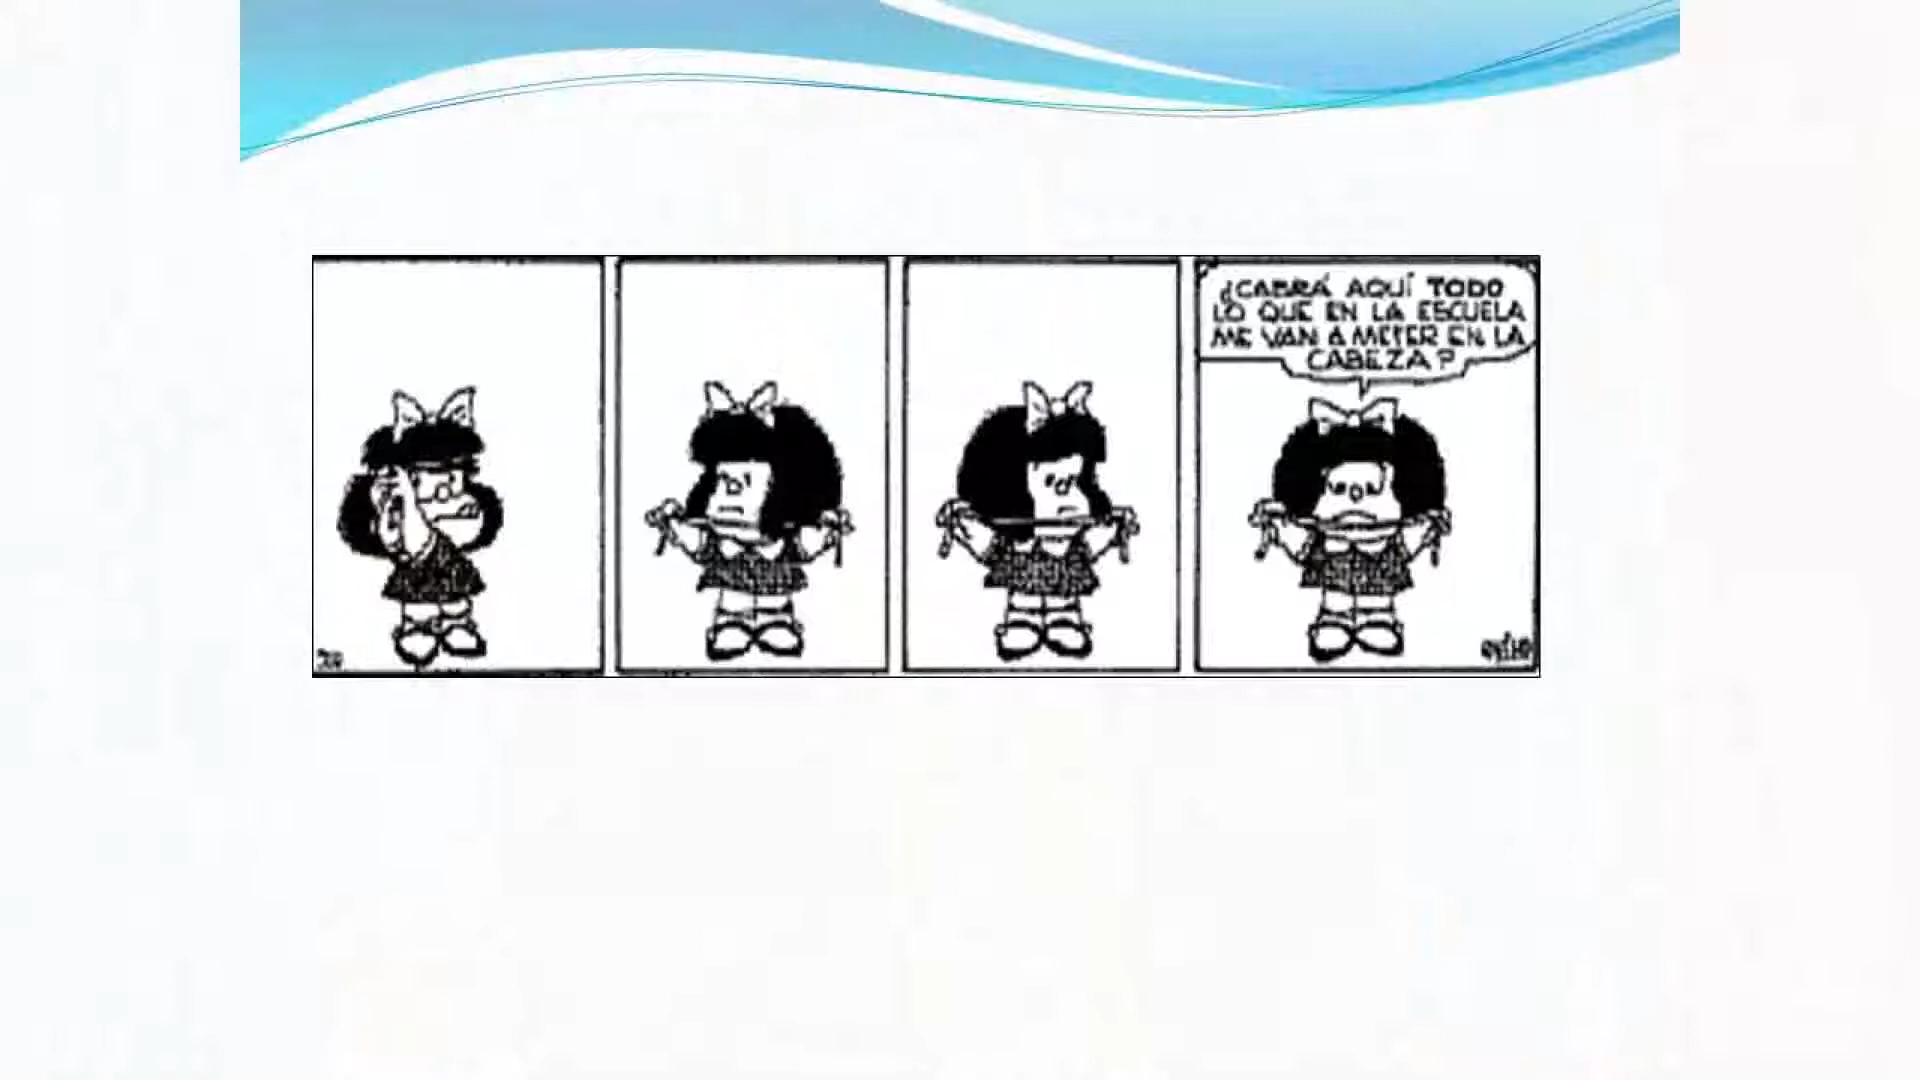 ¿CABRÁ AQUÍ TODO
LO QUE EN LA ESCUELA
ME VAN A METER EN LA
CABEZA?